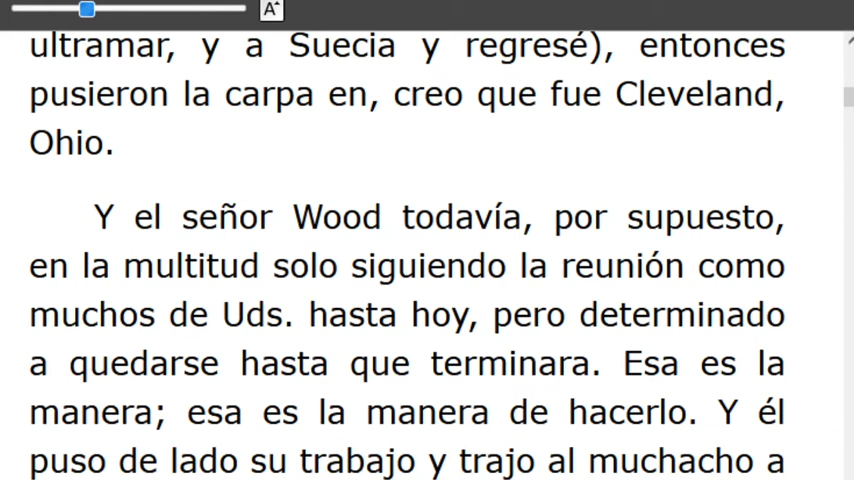 A
ultramar, y a Suecia y regresé), entonces
pusieron la carpa en, creo que fue Cleveland,
Ohio.
Y el señor Wood todavía, por supuesto,
en la multitud solo siguiendo la reunión como
muchos de Uds. hasta hoy, pero determinado
a quedarse hasta que terminara. Esa es la
manera; esa es la manera de hacerlo. Y él
puso de lado su trabajo y trajo al muchacho a